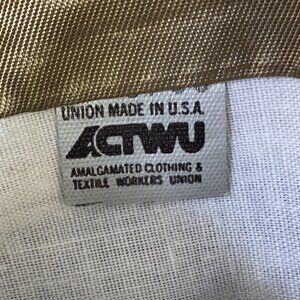 UNION MADE IN U.S.A.
ACTWU
AMALGAMATED CLOTHING &
TEXTILE WORKERS UNION